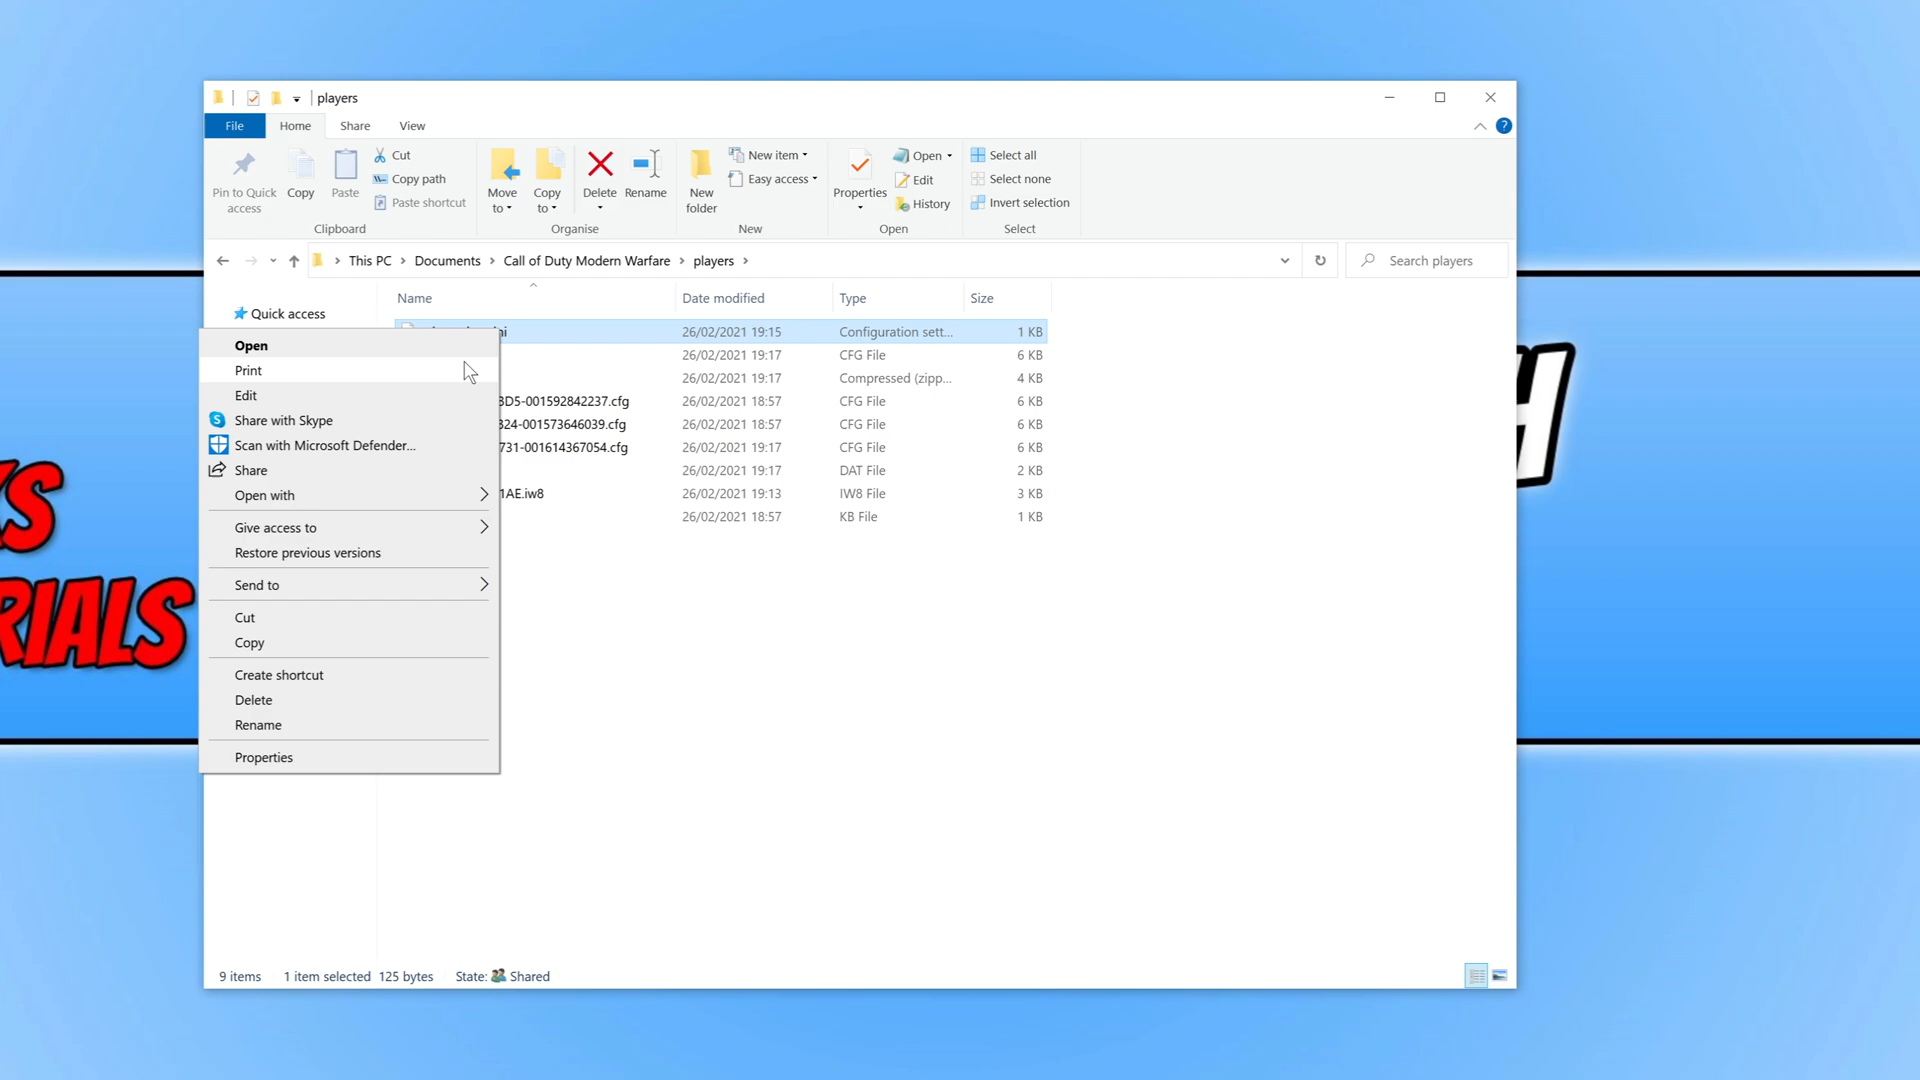 players
File Home Share View
Pin to Quick access
Copy
Paste
Cut
Copy path
Paste shortcut
Clipboard
Move to
Copy to
Delete
Rename
Organise
New folder
New item
Easy access
New
Properties
Open
Edit
History
Open
Select all
Select none
Invert selection
Select
This PC > Documents > Call of Duty Modern Warfare > players >
Search players
Name Date modified Type Size
Quick access
26/02/2021 19:15 Configuration sett... 1 KB
26/02/2021 19:17 CFG File 6 KB
26/02/2021 19:17 Compressed (zipp... 4 KB
3D5-001592842237.cfg 26/02/2021 18:57 CFG File 6 KB
324-001573646039.cfg 26/02/2021 18:57 CFG File 6 KB
731-001614367054.cfg 26/02/2021 19:17 CFG File 6 KB
26/02/2021 19:17 DAT File 2 KB
1AE.iw8 26/02/2021 19:13 IW8 File 3 KB
26/02/2021 18:57 KB File 1 KB
Open
Print
Edit
Share with Skype
Scan with Microsoft Defender...
Share
Open with
Give access to
Restore previous versions
Send to
Cut
Copy
Create shortcut
Delete
Rename
Properties
9 items 1 item selected 125 bytes State: Shared
S
RIALS
H